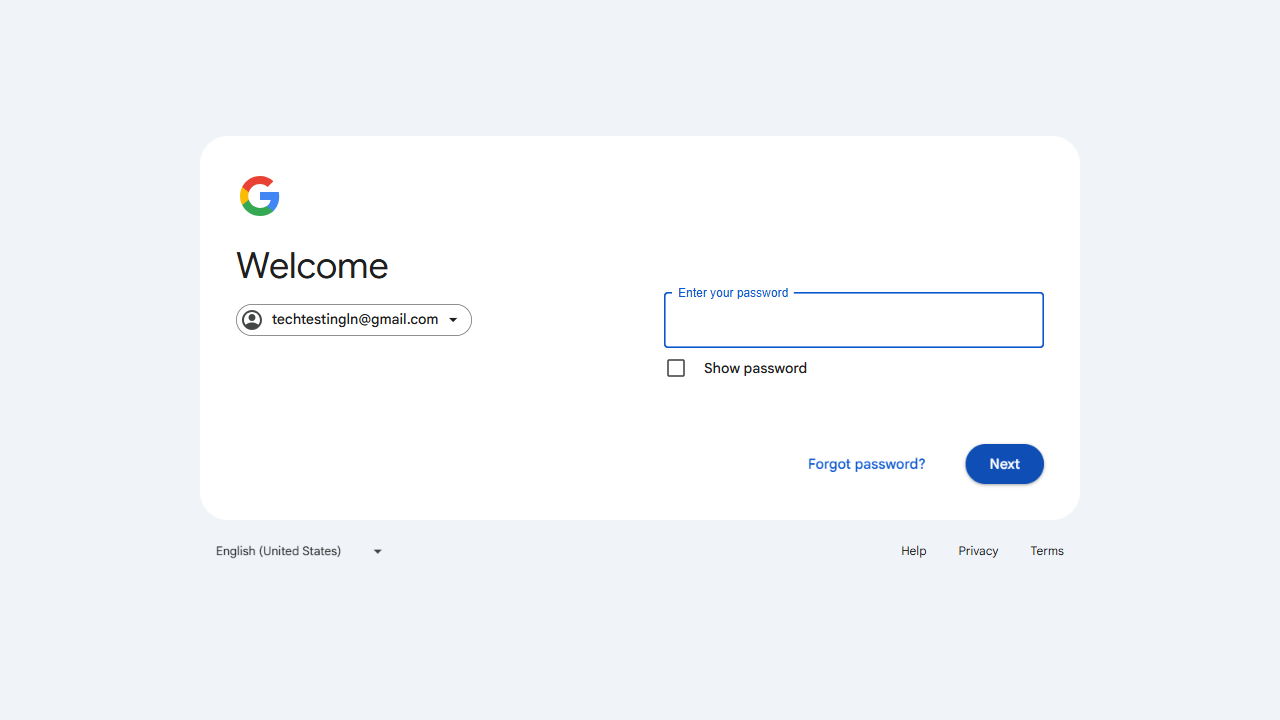 Welcome
techtestingln@gmail.com
Enter your password
Show password
Forgot password?
Next
English (United States)
Help
Privacy
Terms